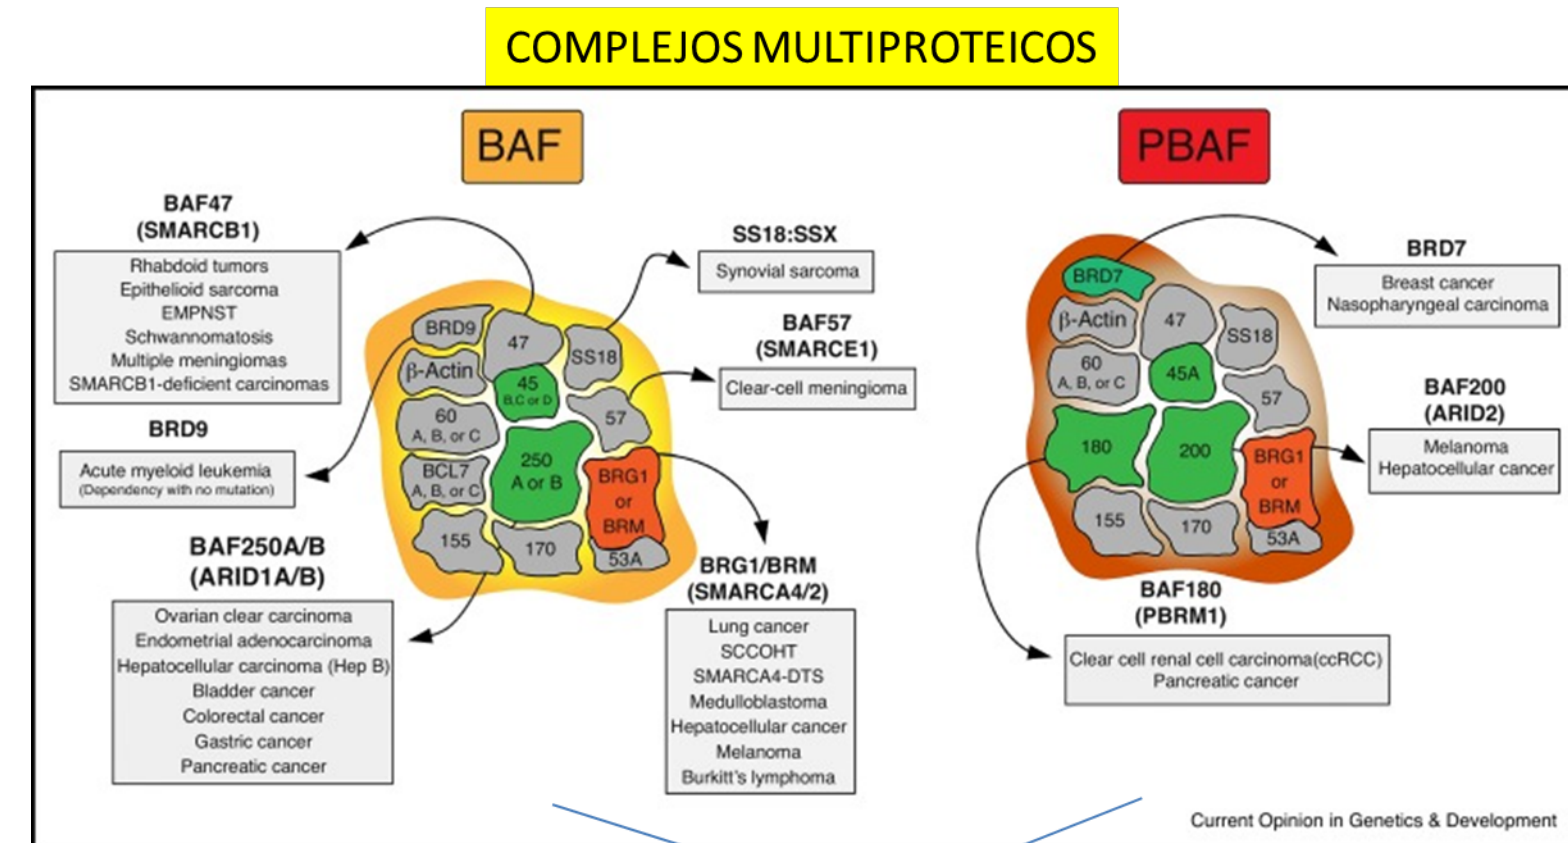 COMPLEJOS MULTIPROTEICOS
BAF
BAF47
(SMARCB1)
Rhabdoid tumors
Epithelioid sarcoma
EMPNST
Schwannomatosis
Multiple meningiomas
SMARCB1-deficient carcinomas
BRD9
Acute myeloid leukemia
(Dependency with no mutation)
BAF250A/B
(ARID1A/B)
Ovarian clear carcinoma
Endometrial adenocarcinoma
Hepatocellular carcinoma (Hep B)
Bladder cancer
Colorectal cancer
Gastric cancer
Pancreatic cancer
BRD9
47
SS18
β-Actin
45
B,C or D
60
A, B, or C
57
BCL7
A, B, or C
250
A or B
BRG1
or
BRM
155
170
53A
SS18:SSX
Synovial sarcoma
BAF57
(SMARCE1)
Clear-cell meningioma
BRG1/BRM
(SMARCA4/2)
Lung cancer
SCCOHT
SMARCA4-DTS
Medulloblastoma
Hepatocellular cancer
Melanoma
Burkitt's lymphoma
PBAF
BRD7
β-Actin
47
SS18
60
A, B, or C
45A
57
180
200
BRG1
or
BRM
155
170
53A
BRD7
Breast cancer
Nasopharyngeal carcinoma
BAF200
(ARID2)
Melanoma
Hepatocellular cancer
BAF180
(PBRM1)
Clear cell renal cell carcinoma(ccRCC)
Pancreatic cancer
Current Opinion in Genetics & Development